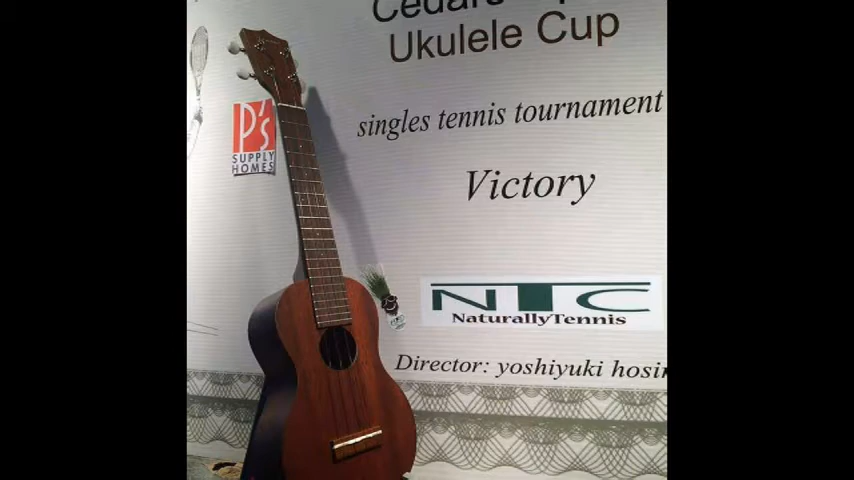 Ukulele Cup
singles tennis tournament
P's
SUPPLY
HOMES
Victory
NTC
NaturallyTennis
Director: yoshiyuki